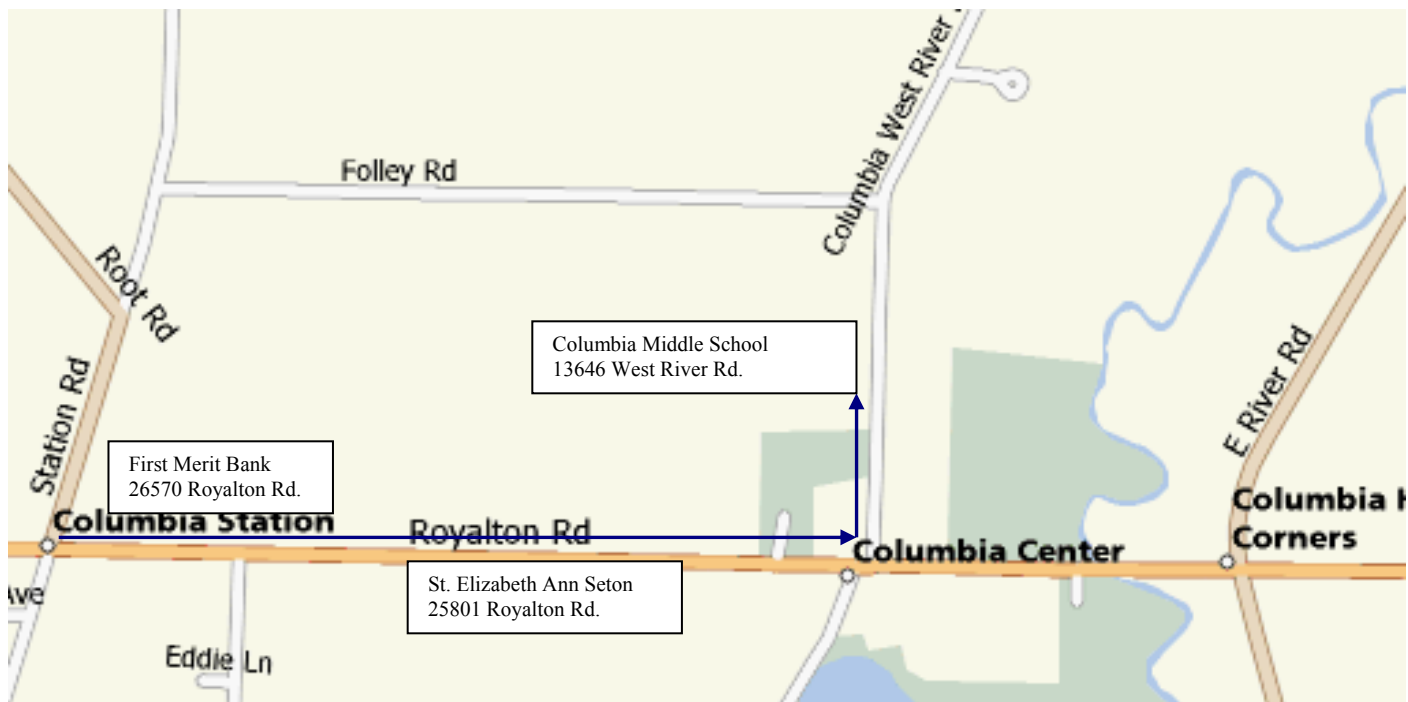 Columbia West River
Folley Rd
Root Rd
Columbia Middle School
13646 West River Rd.
E River Rd
Station Rd
First Merit Bank
26570 Royalton Rd.
Columbia Station
Royalton Rd
Columbia H
Corners
Columbia Center
St. Elizabeth Ann Seton
25801 Royalton Rd.
Ave
Eddie Ln